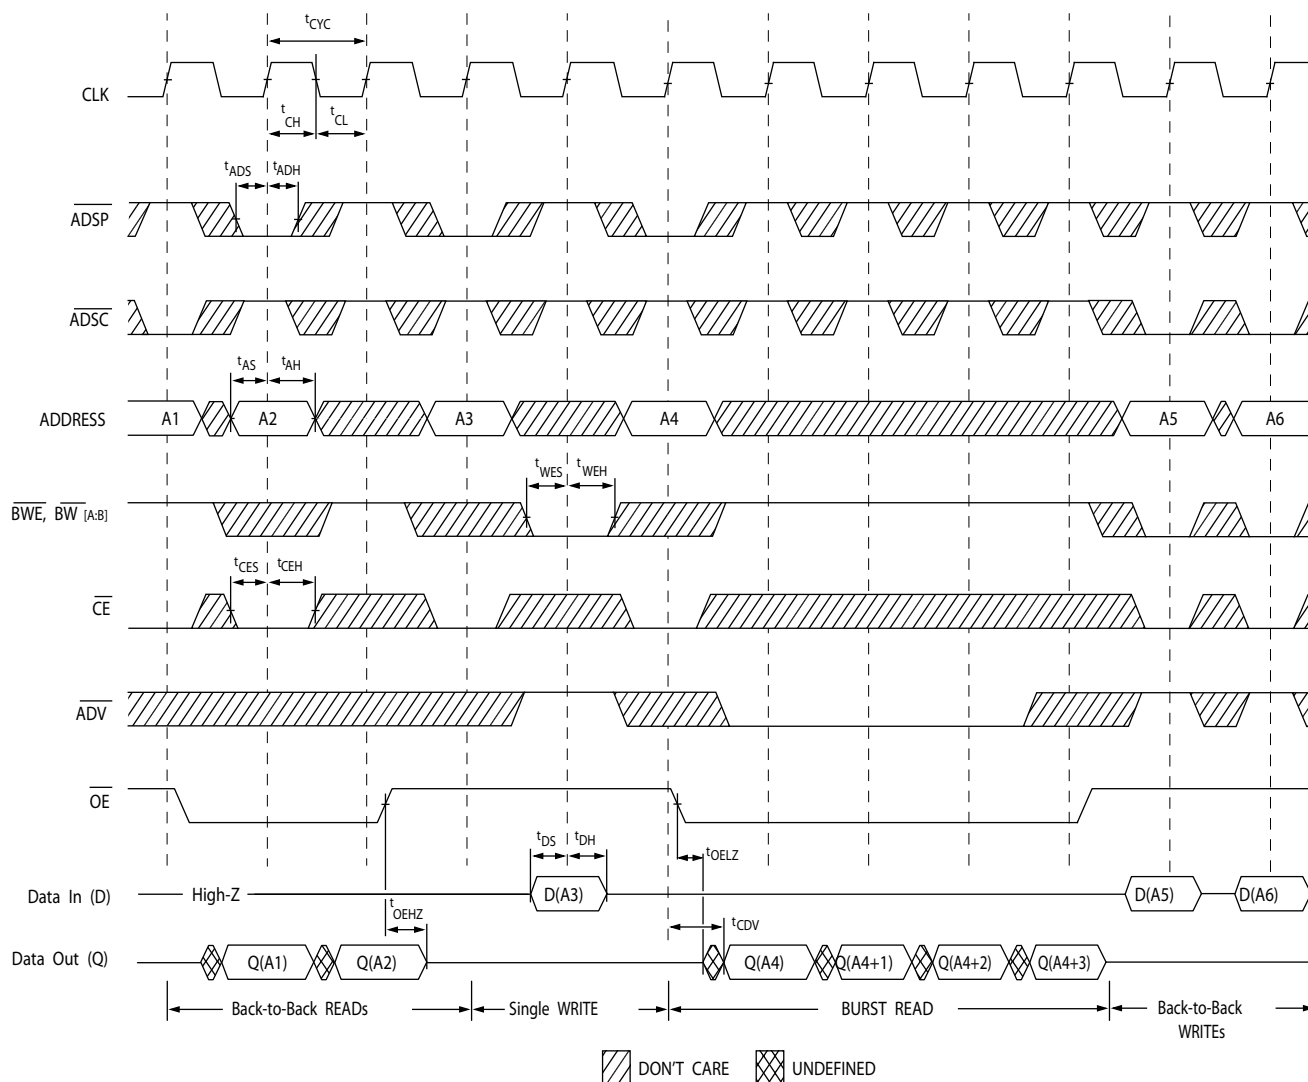 tCYC
CLK
tCH
tCL
tADS
tADH
ADSP
ADSC
tAS
tAH
ADDRESS
A1
A2
A3
A4
A5
A6
tWES
tWEH
BWE, BW [A:B]
tCES
tCEH
CE
ADV
OE
tDS
tDH
tOELZ
Data In (D)
High-Z
D(A3)
D(A5)
D(A6)
tOEHZ
tCDV
Data Out (Q)
Q(A1)
Q(A2)
Q(A4)
Q(A4+1)
Q(A4+2)
Q(A4+3)
Back-to-Back READs
Single WRITE
BURST READ
Back-to-Back
WRITEs
DON'T CARE
UNDEFINED